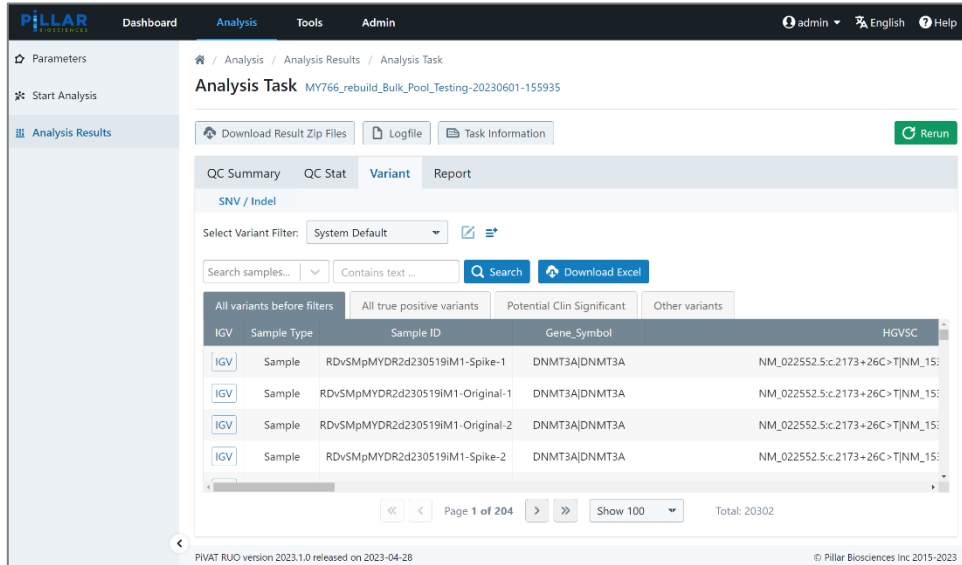 PiLLAR Dashboard Analysis Tools Admin admin English Help
BIOSCIENCES
Parameters
Start Analysis
Analysis Results
/ Analysis / Analysis Results / Analysis Task
Analysis Task MY766_rebuild_Bulk_Pool_Testing-20230601-155935
Download Result Zip Files Logfile Task Information Rerun
QC Summary QC Stat Variant Report
SNV / Indel
Select Variant Filter: System Default
Search samples... Contains text ... Search Download Excel
All variants before filters All true positive variants Potential Clin Significant Other variants
IGV Sample Type Sample ID Gene_Symbol HGVSC
IGV Sample RDvSMpMYDR2d230519iM1-Spike-1 DNMT3A|DNMT3A NM_022552.5:c.2173+26C>T|NM_153
IGV Sample RDvSMpMYDR2d230519iM1-Original-1 DNMT3A|DNMT3A NM_022552.5:c.2173+26C>T|NM_153
IGV Sample RDvSMpMYDR2d230519iM1-Original-2 DNMT3A|DNMT3A NM_022552.5:c.2173+26C>T|NM_153
IGV Sample RDvSMpMYDR2d230519iM1-Spike-2 DNMT3A|DNMT3A NM_022552.5:c.2173+26C>T|NM_153
Page 1 of 204 Show 100 Total: 20302
PiVAT RUO version 2023.1.0 released on 2023-04-28 © Pillar Biosciences Inc 2015-2023